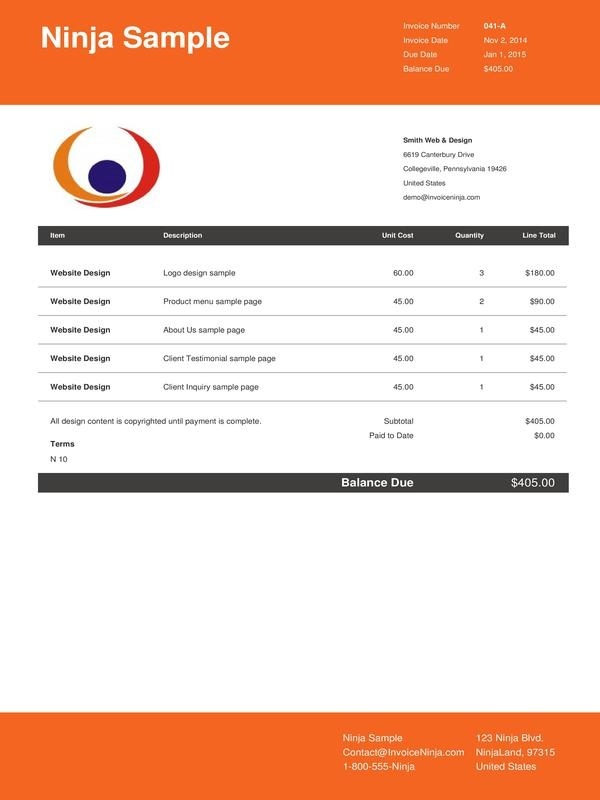 Ninja Sample
Invoice Number 041-A
Invoice Date Nov 2, 2014
Due Date Jan 1, 2015
Balance Due $405.00
Smith Web & Design
6619 Canterbury Drive
Collegeville, Pennsylvania 19426
United States
demo@invoiceninja.com
Item Description Unit Cost Quantity Line Total
Website Design Logo design sample 60.00 3 $180.00
Website Design Product menu sample page 45.00 2 $90.00
Website Design About Us sample page 45.00 1 $45.00
Website Design Client Testimonial sample page 45.00 1 $45.00
Website Design Client Inquiry sample page 45.00 1 $45.00
All design content is copyrighted until payment is complete. Subtotal $405.00
Paid to Date $0.00
Terms
N 10
Balance Due $405.00
Ninja Sample 123 Ninja Blvd.
Contact@InvoiceNinja.com NinjaLand, 97315
1-800-555-Ninja United States